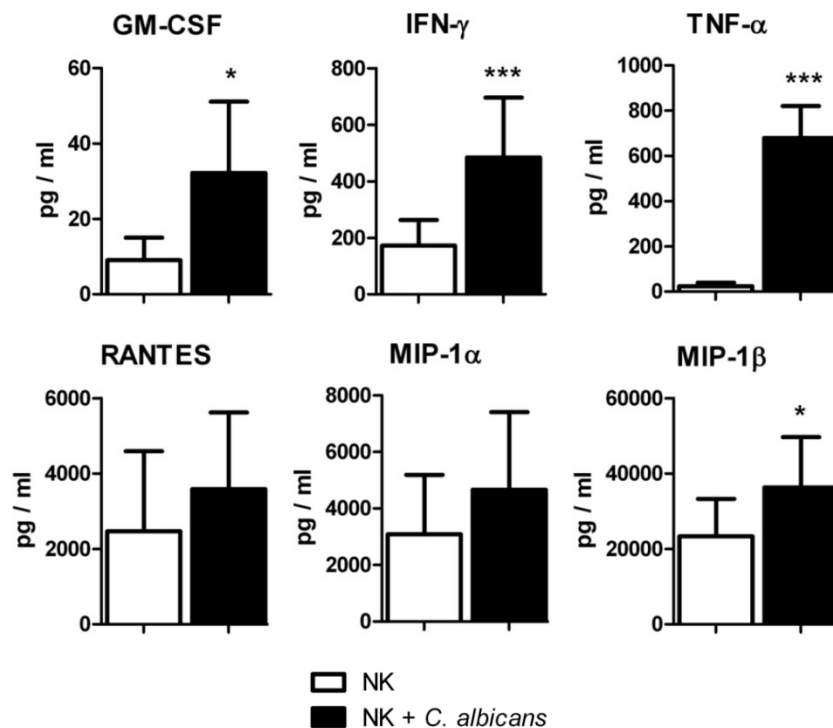 GM-CSF
IFN-γ
TNF-α
pg / ml
60
40
20
0
*
pg / ml
800
600
400
200
0
***
pg / ml
1000
800
600
400
200
0
***
RANTES
MIP-1α
MIP-1β
pg / ml
6000
4000
2000
0
pg / ml
8000
6000
4000
2000
0
pg / ml
60000
40000
20000
0
*
NK
NK + C. albicans